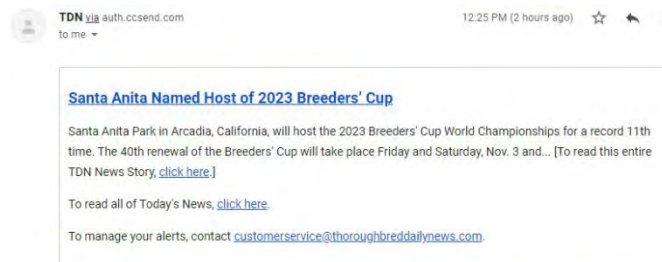 TDN via auth.ccsend.com
12:25 PM (2 hours ago)
to me
Santa Anita Named Host of 2023 Breeders' Cup
Santa Anita Park in Arcadia, California, will host the 2023 Breeders' Cup World Championships for a record 11th
time. The 40th renewal of the Breeders' Cup will take place Friday and Saturday, Nov. 3 and... [To read this entire
TDN News Story, click here.]
To read all of Today's News, click here.
To manage your alerts, contact customerservice@thoroughbreddailynews.com.